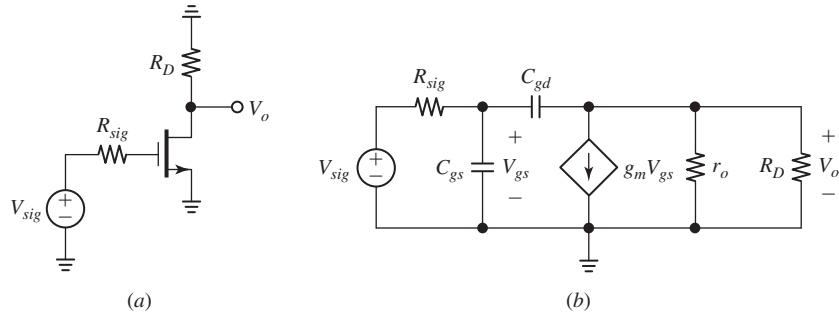 R_D
V_o
R_sig
V_sig
(a)
R_sig
C_gd
V_sig
C_gs
+
V_gs
−
g_mV_gs
r_o
R_D
+
V_o
−
(b)